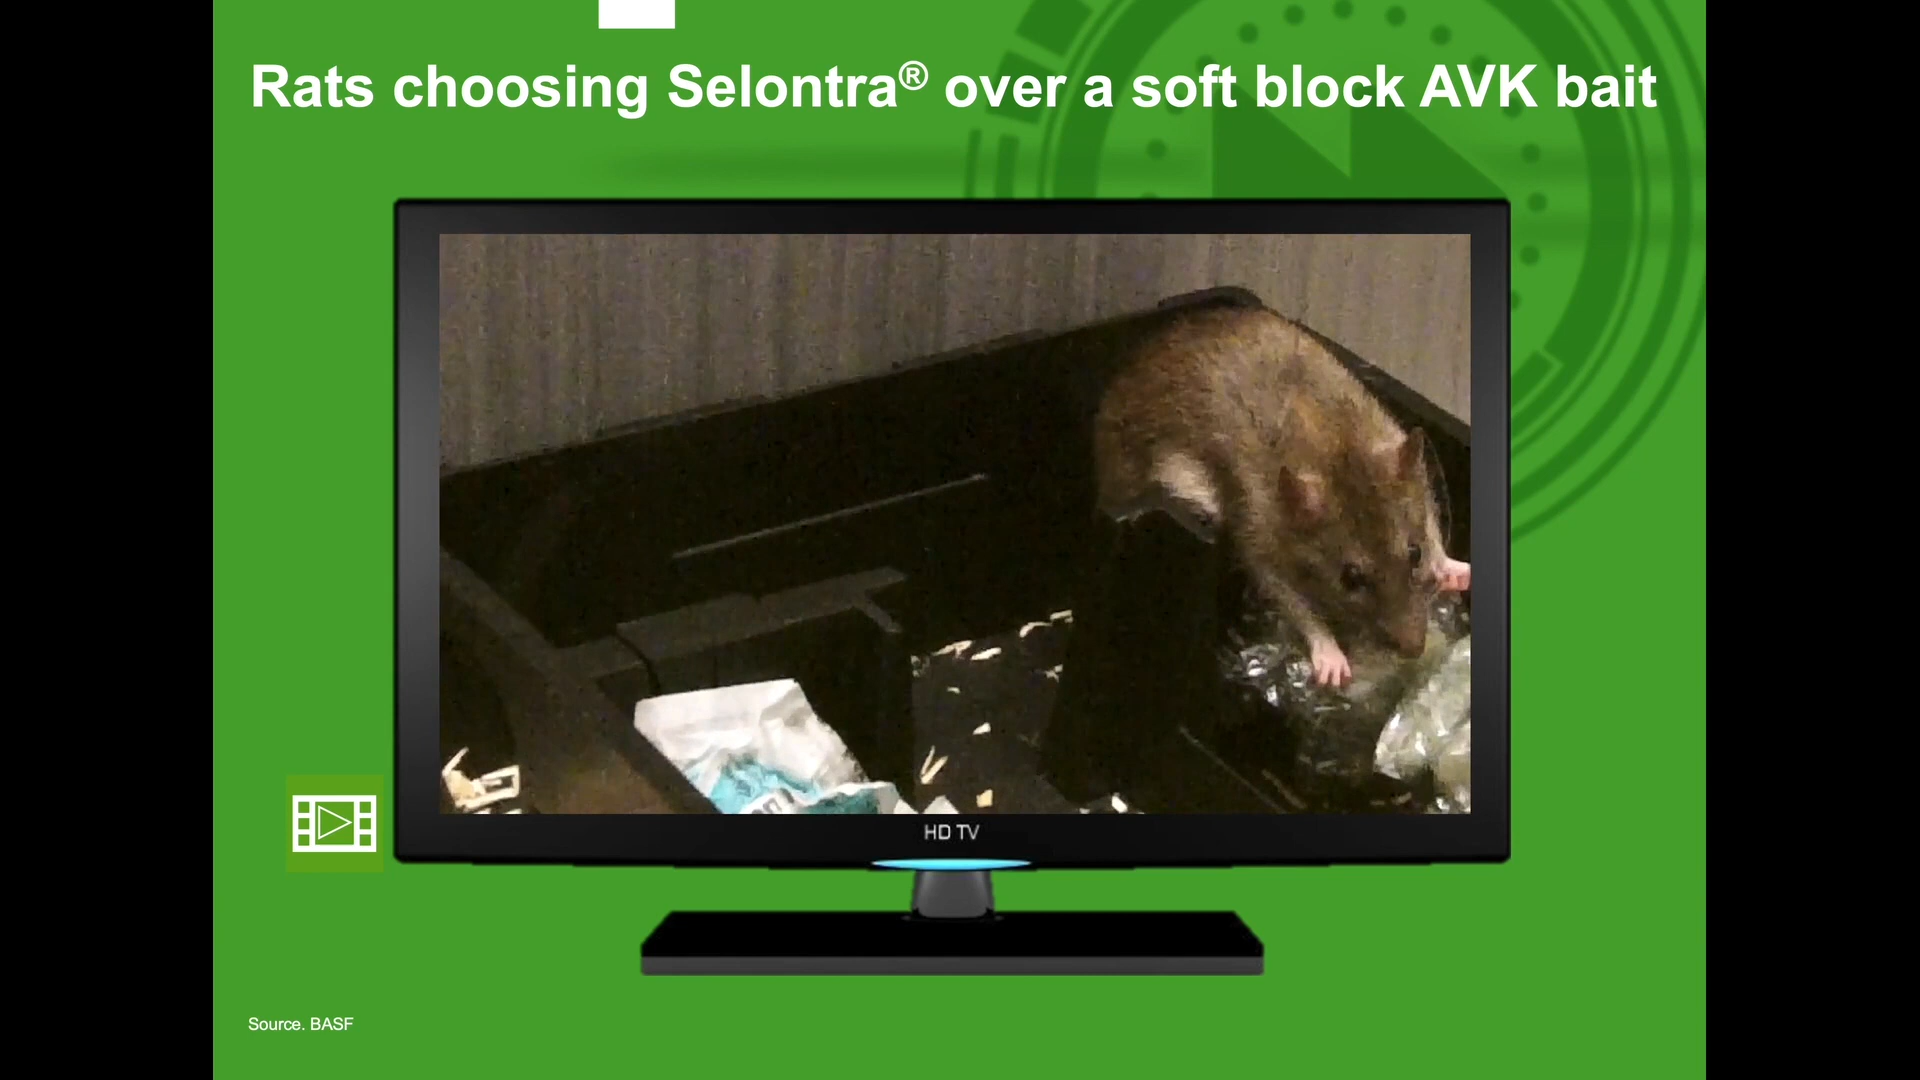 Rats choosing Selontra® over a soft block AVK bait
HD TV
Source. BASF